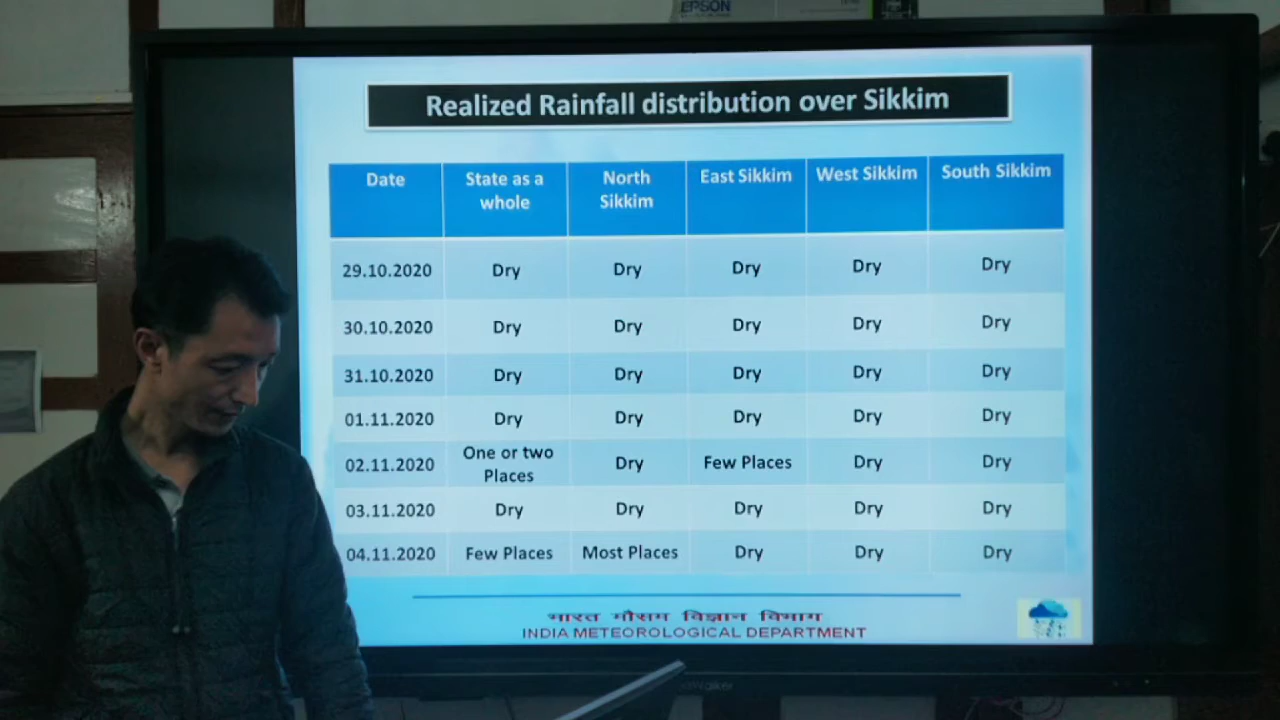 EPSON
Realized Rainfall distribution over Sikkim
Date State as a whole North Sikkim East Sikkim West Sikkim South Sikkim
29.10.2020 Dry Dry Dry Dry Dry
30.10.2020 Dry Dry Dry Dry Dry
31.10.2020 Dry Dry Dry Dry Dry
01.11.2020 Dry Dry Dry Dry Dry
02.11.2020 One or two Places Dry Few Places Dry Dry
03.11.2020 Dry Dry Dry Dry Dry
04.11.2020 Few Places Most Places Dry Dry Dry
भारत मौसम विज्ञान विभाग
INDIA METEOROLOGICAL DEPARTMENT